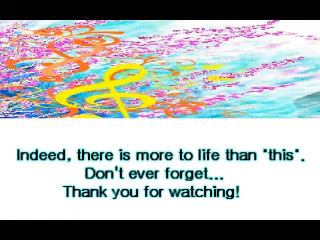 Indeed, there is more to life than "this".
Don't ever forget...
Thank you for watching!